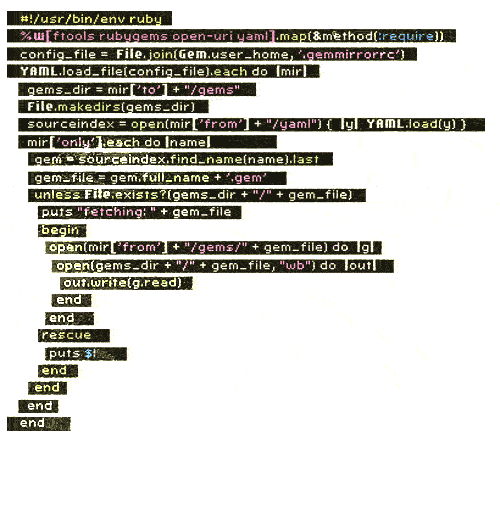 #!/usr/bin/env ruby
%w[ftools rubygems open-uri yaml].map(&method(:require))
config_file = File.join(Gem.user_home, '.gemmirrorrc')
YAML.load_file(config_file).each do |mir|
gems_dir = mir['to'] + "/gems"
File.makedirs(gems_dir)
sourceindex = open(mir['from'] + "/yaml") { |y| YAML.load(y) }
mir['only'].each do |name|
gem = sourceindex.find_name(name).last
gem_file = gem.full_name + '.gem'
unless File.exists?(gems_dir + "/" + gem_file)
puts "fetching: " + gem_file
begin
open(mir['from'] + "/gems/" + gem_file) do |g|
open(gems_dir + "/" + gem_file, "wb") do |out|
out.write(g.read)
end
end
rescue
puts $!
end
end
end
end